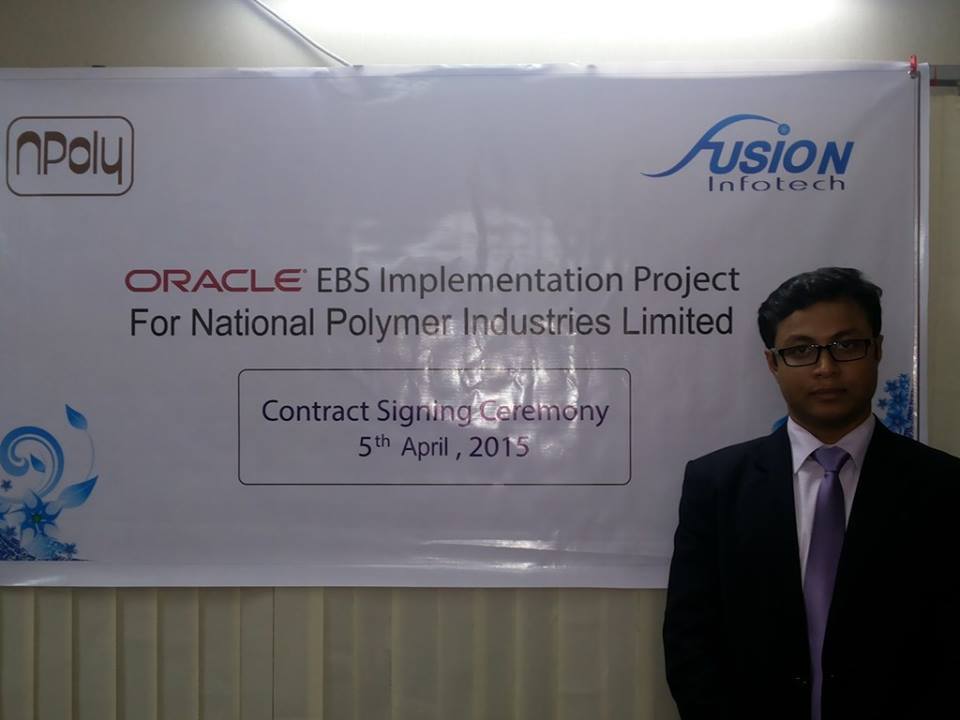 nPoly
Fusion
Infotech
ORACLE® EBS Implementation Project
For National Polymer Industries Limited
Contract Signing Ceremony
5th April , 2015